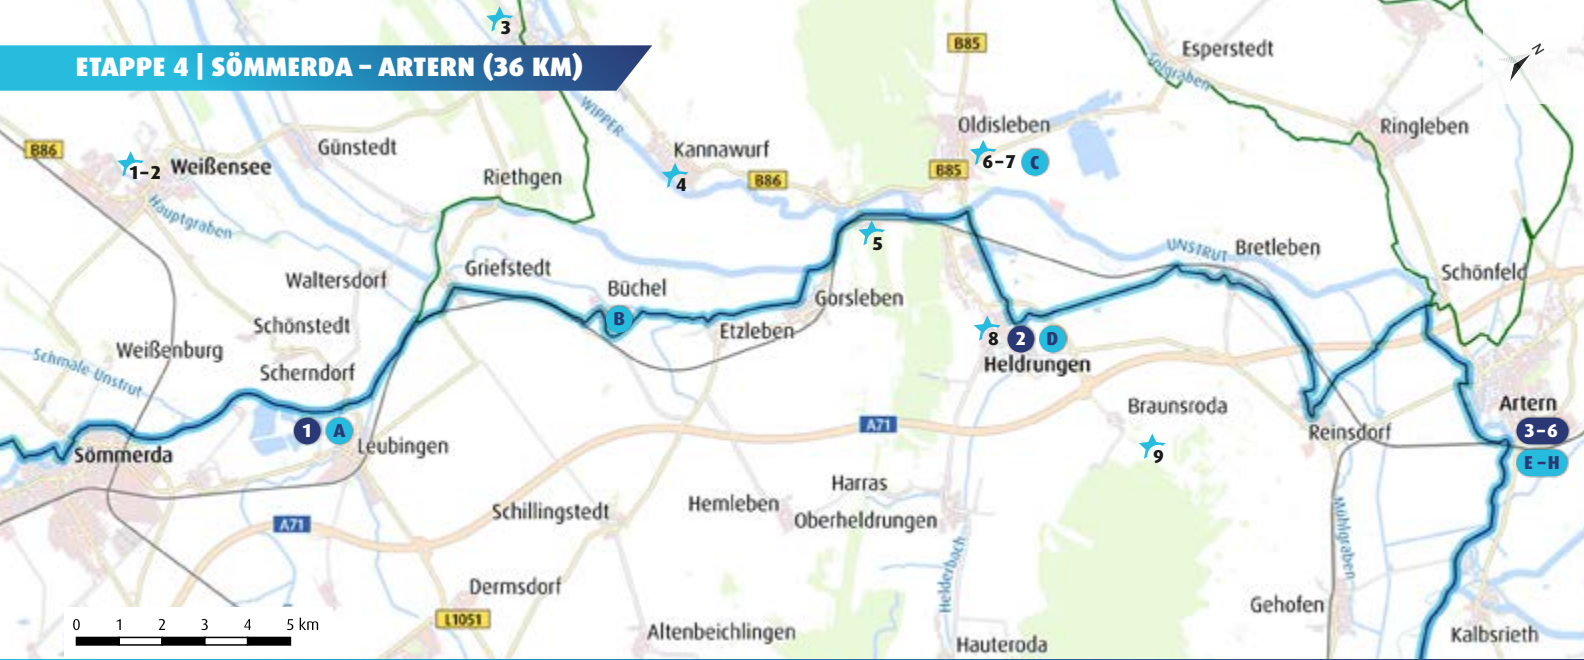 3
ETAPPE 4 | SÖMMERDA – ARTERN (36 KM)
B85
Esperstedt
N
Solgraben
WIPPER
Oldisleben
Ringleben
B86
Günstedt
Kannawurf
1–2
Weißensee
6–7
C
B85
4
B86
Riethgen
Hauptgraben
5
UNSTRUT
Bretleben
Griefstedt
Schönfeld
Waltersdorf
Büchel
Gorsleben
B
Schönstedt
Etzleben
8
2
D
Weißenburg
Heldrungen
Schmale-Unstrut
Scherndorf
Braunsroda
Artern
A71
1
A
3–6
Reinsdorf
Leubingen
Sömmerda
9
E–H
Harras
Hemleben
Schillingstedt
Oberheldrungen
A71
Mühlgraben
Helderbach
Dermsdorf
Gehofen
L1051
0 1 2 3 4 5 km
Altenbeichlingen
Kalbsrieth
Hauteroda